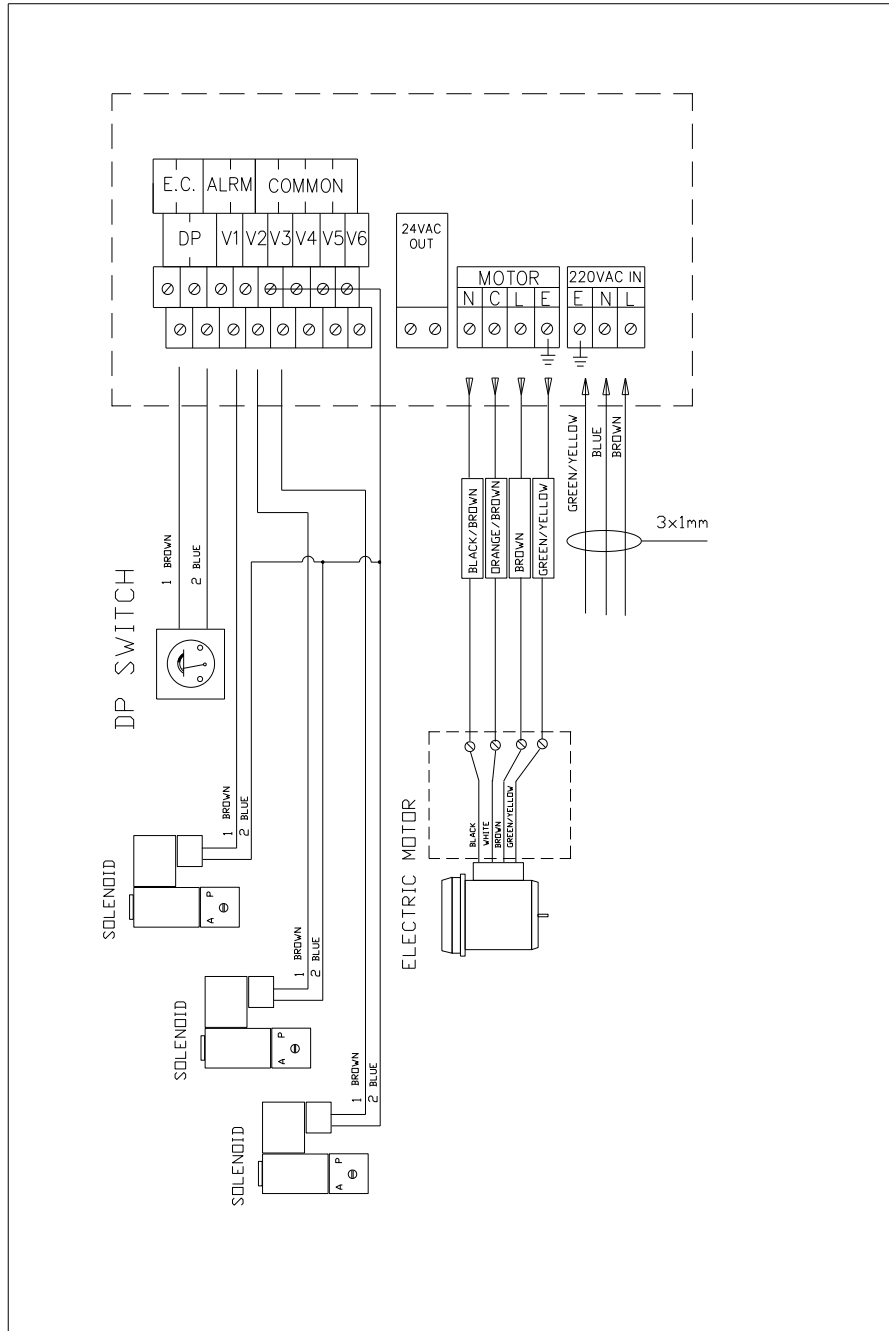 E.C. ALRM COMMON
DP V1 V2 V3 V4 V5 V6
24VAC
OUT
MOTOR
N C L E
220VAC IN
E N L
GREEN/YELLOW
BLUE
BROWN
3x1mm
BLACK/BROWN
ORANGE/BROWN
BROWN
GREEN/YELLOW
1 BROWN
2 BLUE
DP SWITCH
1 BROWN
2 BLUE
SOLENOID
A P
BLACK
WHITE
BROWN
GREEN/YELLOW
ELECTRIC MOTOR
1 BROWN
2 BLUE
SOLENOID
A P
1 BROWN
2 BLUE
SOLENOID
A P